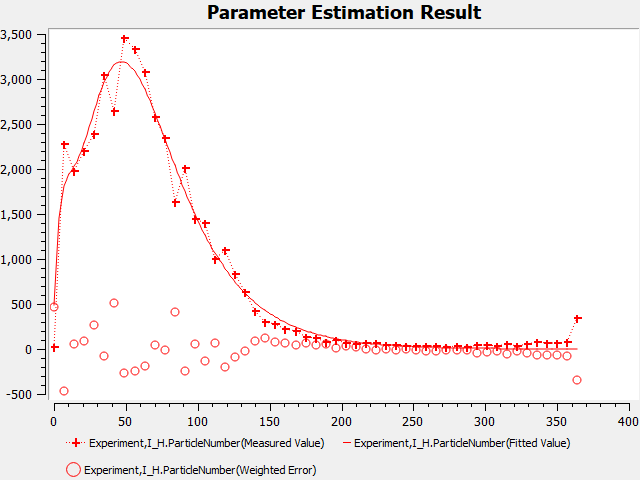 Parameter Estimation Result
3,500
3,000
2,500
2,000
1,500
1,000
500
0
-500
0 50 100 150 200 250 300 350 400
Experiment,I_H.ParticleNumber(Measured Value) Experiment,I_H.ParticleNumber(Fitted Value)
Experiment,I_H.ParticleNumber(Weighted Error)